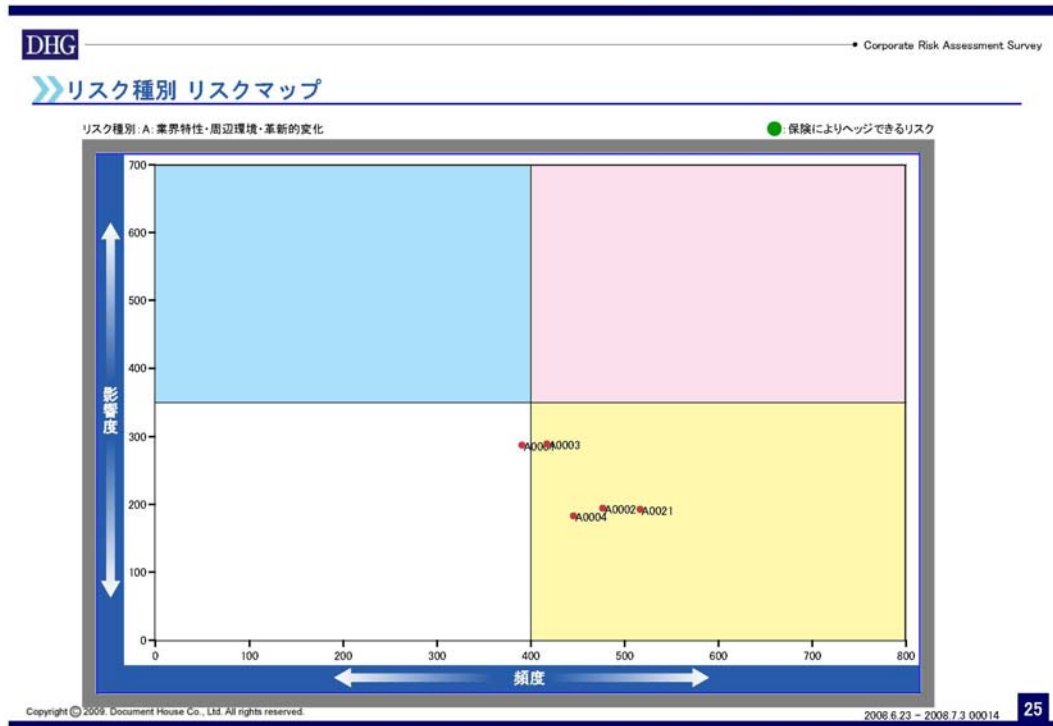 DHG
Corporate Risk Assessment Survey
リスク種別 リスクマップ
リスク種別:A:業界特性・周辺環境・革新的変化
:保険によりヘッジできるリスク
700
600
500
400
300
200
100
0
影響度
A0003
A0002
A0021
A0004
0 100 200 300 400 500 600 700 800
頻度
Copyright Ⓒ 2009. Document House Co., Ltd. All rights reserved.
2008.6.23 - 2008.7.3 00014
25